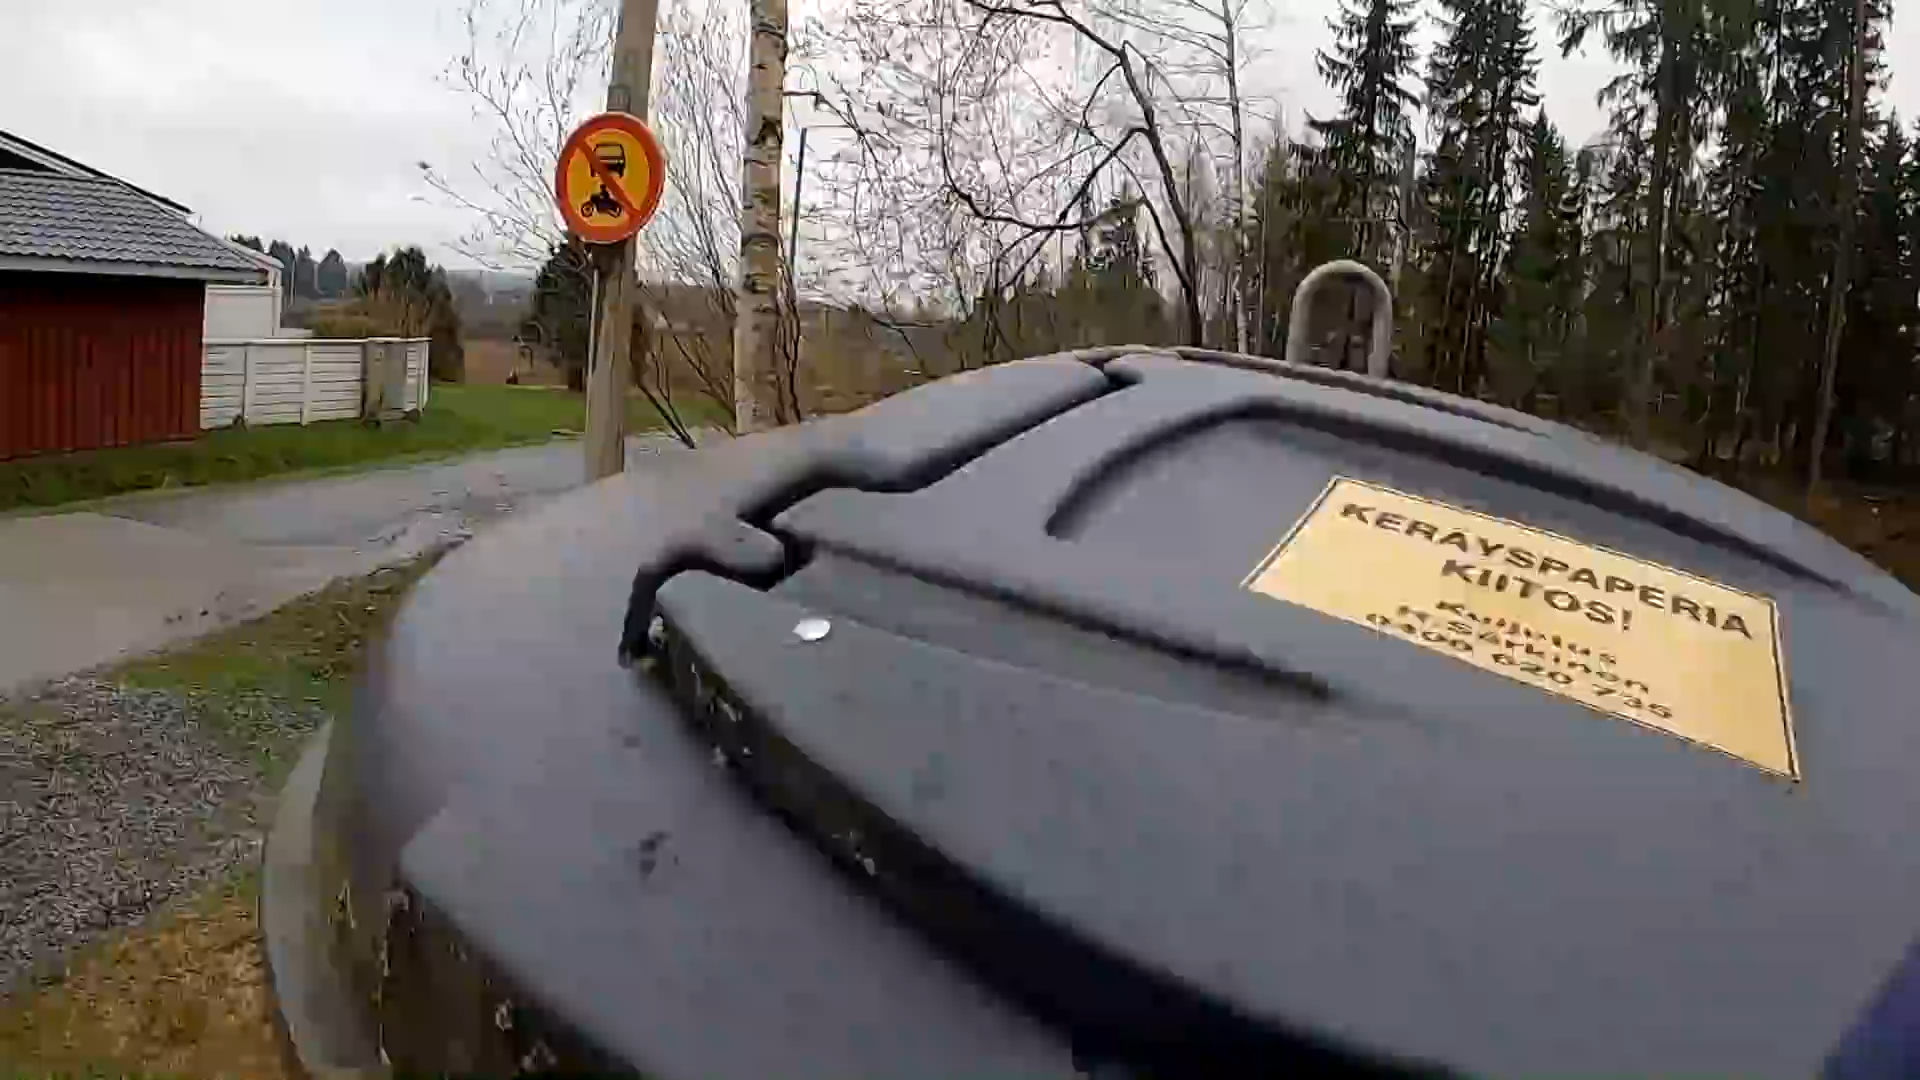 KERÄYSPAPERIA
KIITOS!
Kuljetus
H. Särkinen
0400 620 735